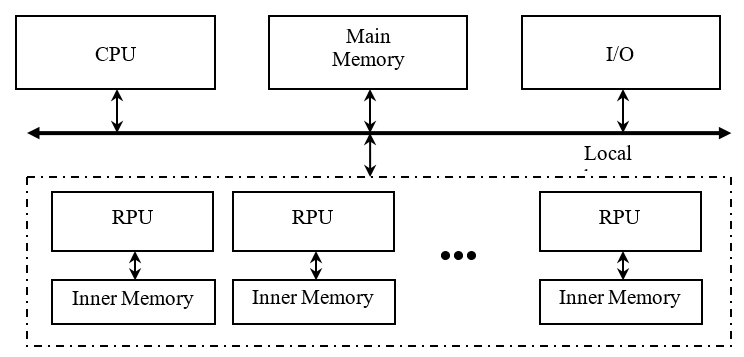 CPU
Main
Memory
I/O
Local
RPU
RPU
RPU
Inner Memory
Inner Memory
Inner Memory